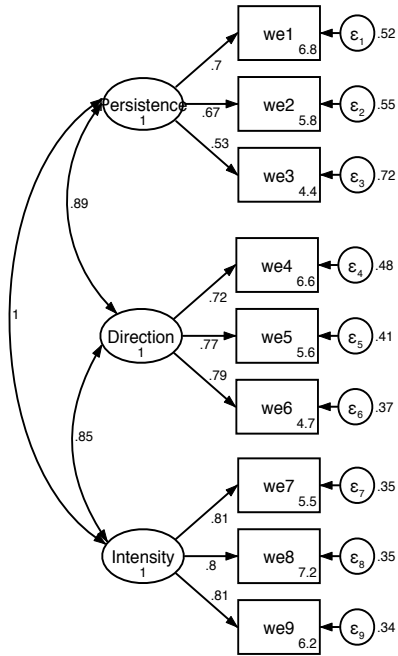 we1
6.8
ε1
.52
.7
Persistence
1
.67
we2
5.8
ε2
.55
.53
we3
4.4
ε3
.72
.89
we4
6.6
ε4
.48
.72
1
Direction
1
.77
we5
5.6
ε5
.41
.79
we6
4.7
ε6
.37
.85
we7
5.5
ε7
.35
.81
Intensity
1
.8
we8
7.2
ε8
.35
.81
we9
6.2
ε9
.34